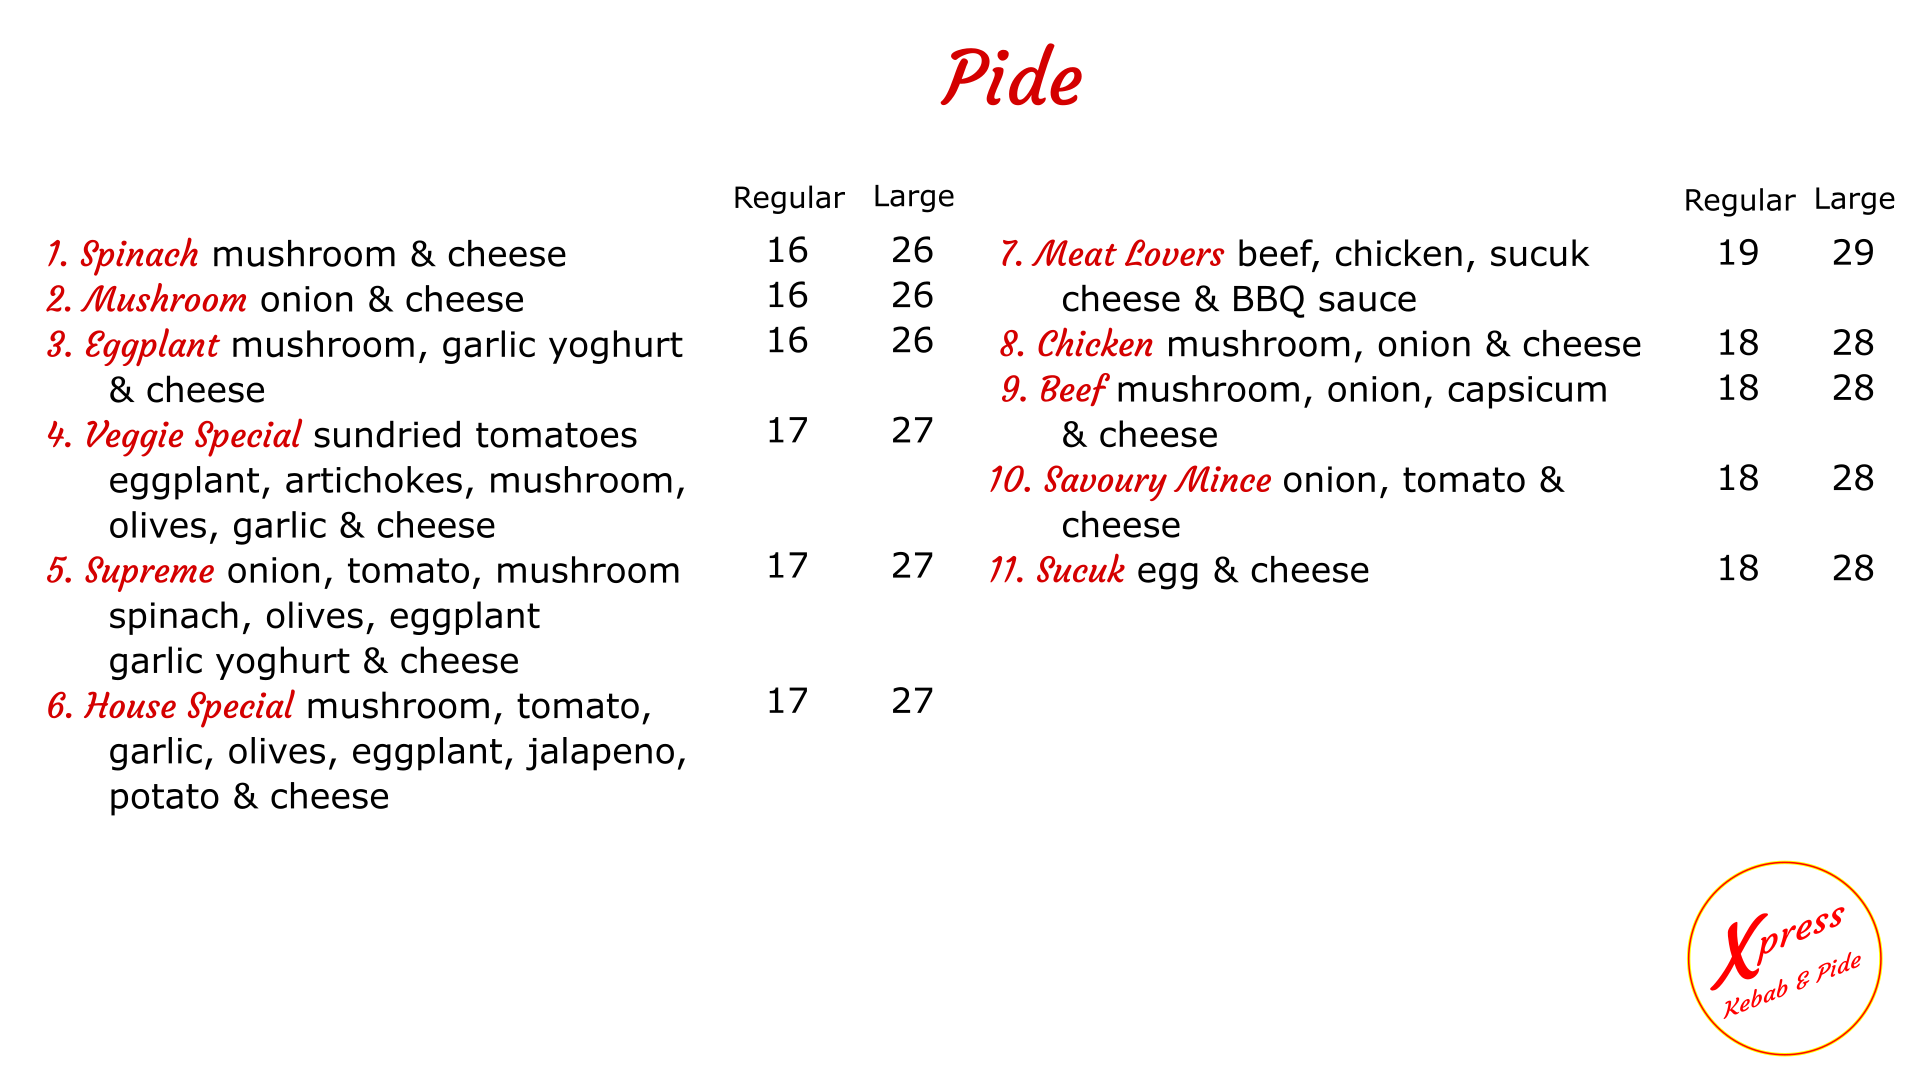 Pide
Regular Large
1. Spinach mushroom & cheese 16 26
2. Mushroom onion & cheese 16 26
3. Eggplant mushroom, garlic yoghurt 16 26
& cheese
4. Veggie Special sundried tomatoes 17 27
eggplant, artichokes, mushroom,
olives, garlic & cheese
5. Supreme onion, tomato, mushroom 17 27
spinach, olives, eggplant
garlic yoghurt & cheese
6. House Special mushroom, tomato, 17 27
garlic, olives, eggplant, jalapeno,
potato & cheese
Regular Large
7. Meat Lovers beef, chicken, sucuk 19 29
cheese & BBQ sauce
8. Chicken mushroom, onion & cheese 18 28
9. Beef mushroom, onion, capsicum 18 28
& cheese
10. Savoury Mince onion, tomato & 18 28
cheese
11. Sucuk egg & cheese 18 28
Xpress
Kebab & Pide